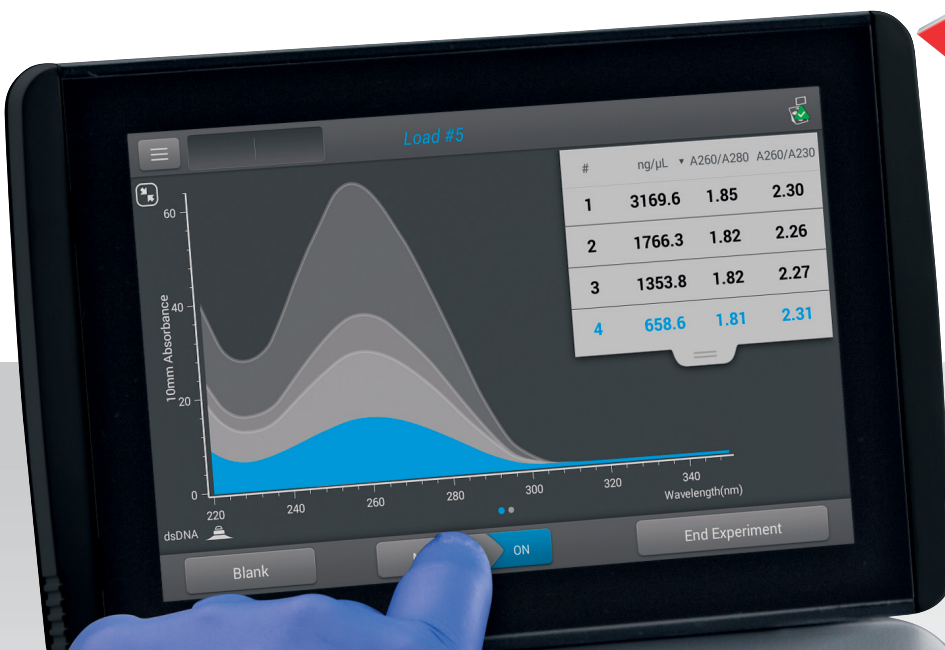 Load #5
# ng/µL ▼ A260/A280 A260/A230
1 3169.6 1.85 2.30
2 1766.3 1.82 2.26
3 1353.8 1.82 2.27
4 658.6 1.81 2.31
10mm Absorbance
60
40
20
0
220 240 260 280 300 320 340
Wavelength(nm)
dsDNA
Blank
ON
End Experiment